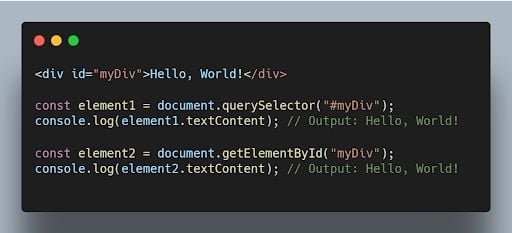 <div id="myDiv">Hello, World!</div>
const element1 = document.querySelector("#myDiv");
console.log(element1.textContent); // Output: Hello, World!
const element2 = document.getElementById("myDiv");
console.log(element2.textContent); // Output: Hello, World!